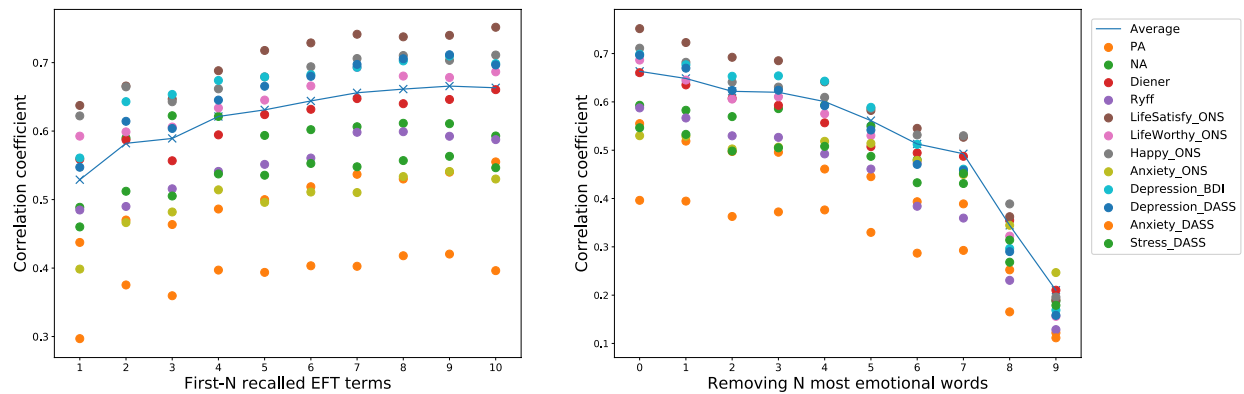 0.7
0.6
0.5
0.4
0.3
Correlation coefficient
1 2 3 4 5 6 7 8 9 10
First-N recalled EFT terms
0.7
0.6
0.5
0.4
0.3
0.2
0.1
Correlation coefficient
0 1 2 3 4 5 6 7 8 9
Removing N most emotional words
Average
PA
NA
Diener
Ryff
LifeSatisfy_ONS
LifeWorthy_ONS
Happy_ONS
Anxiety_ONS
Depression_BDI
Depression_DASS
Anxiety_DASS
Stress_DASS